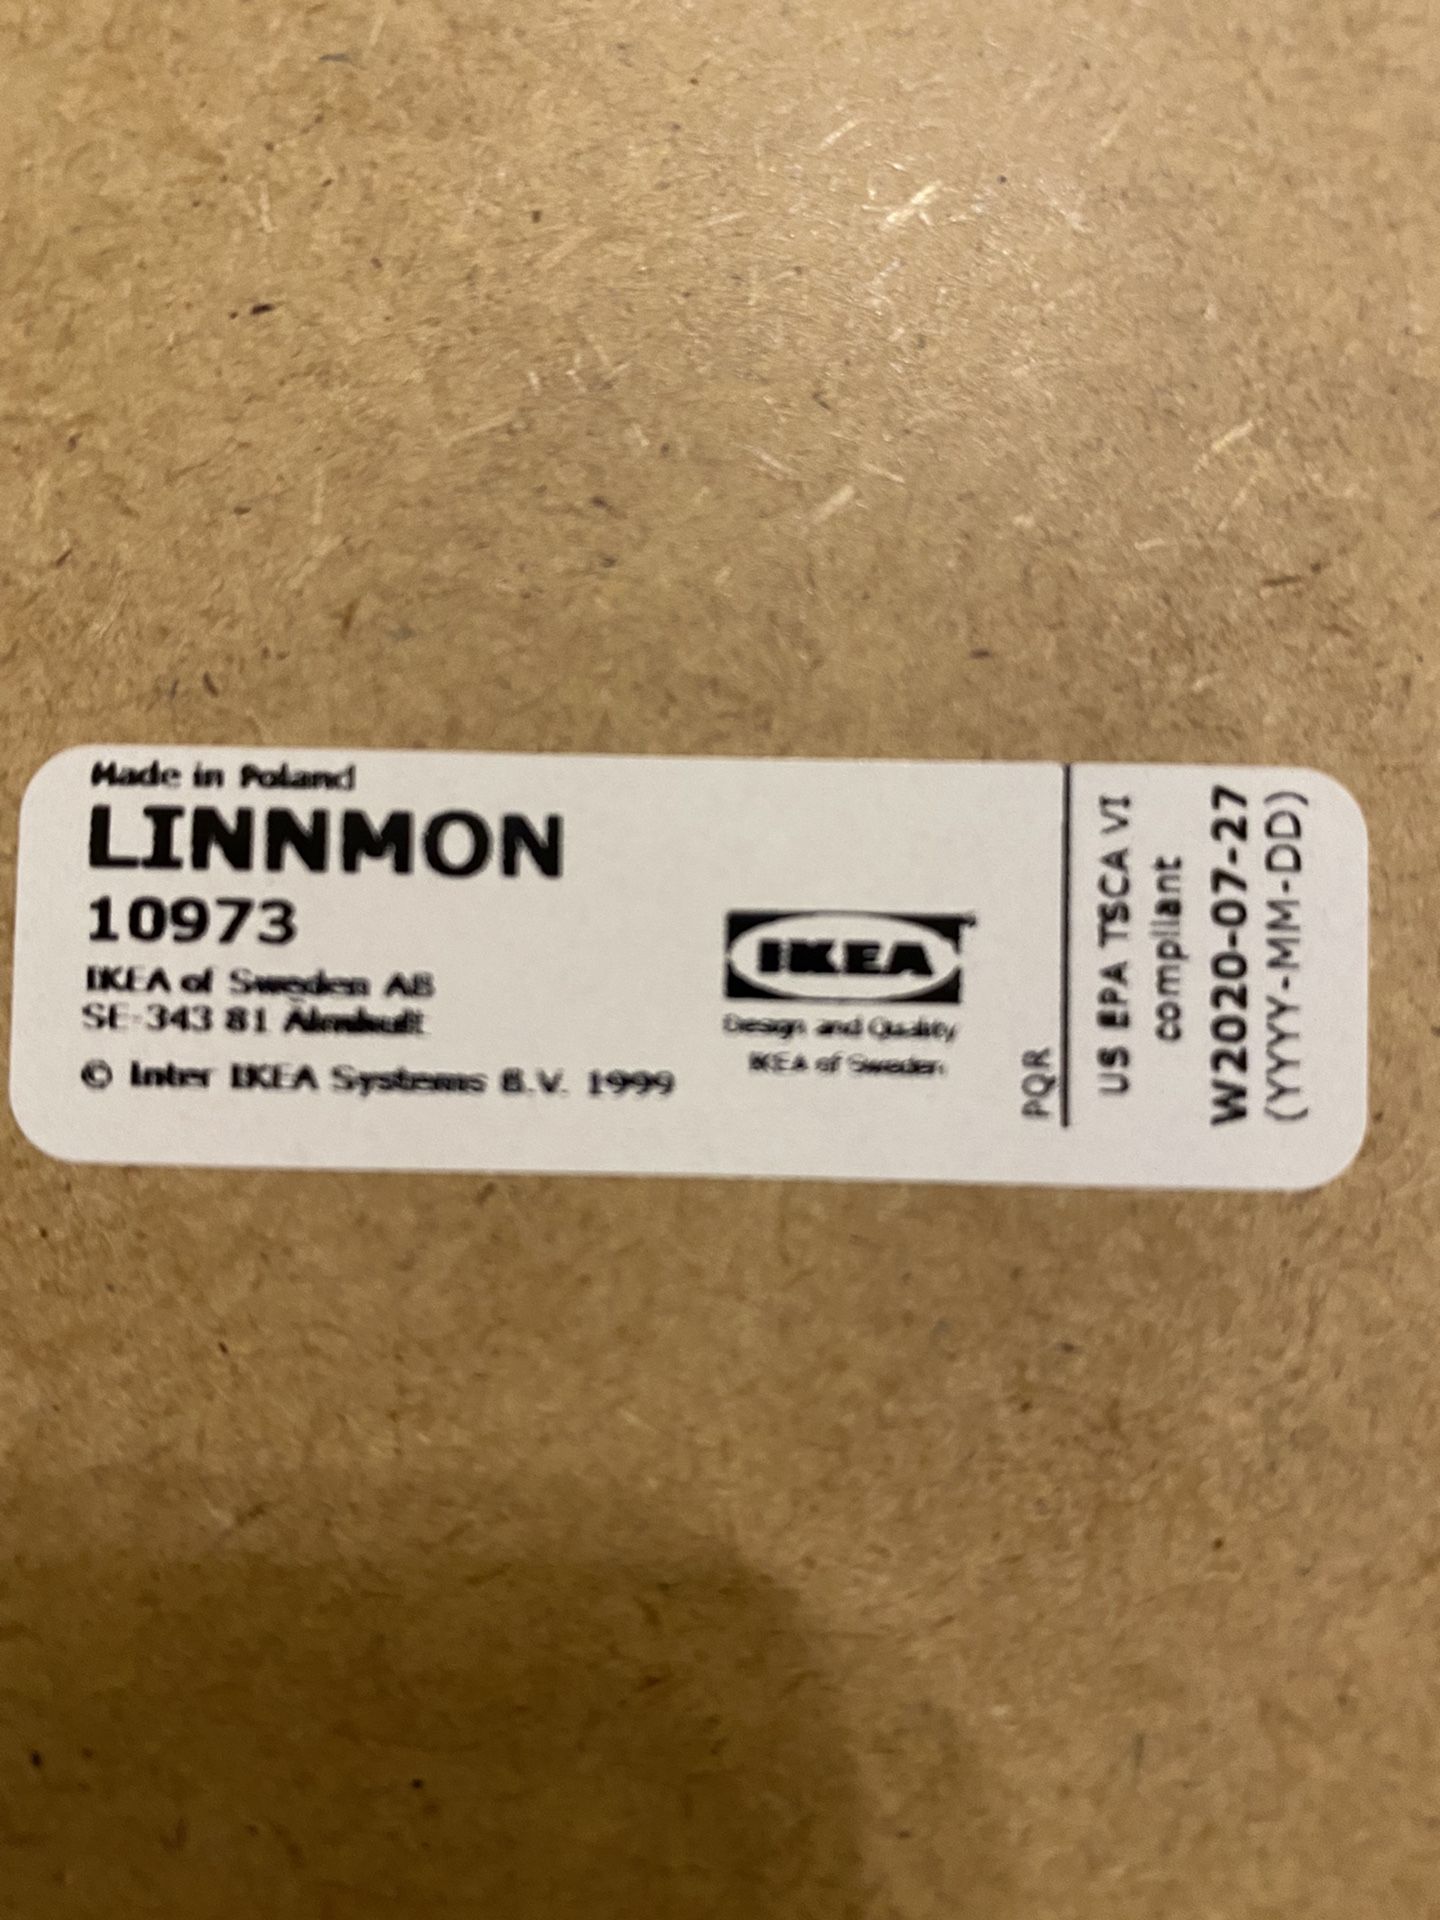 Made in Poland
LINNMON
10973
IKEA of Sweden AB
SE-343 81 Älmhult
© Inter IKEA Systems B.V. 1999
IKEA
Design and Quality
IKEA of Sweden
PQR
US EPA TSCA VI
compliant
W2020-07-27
(YYYY-MM-DD)